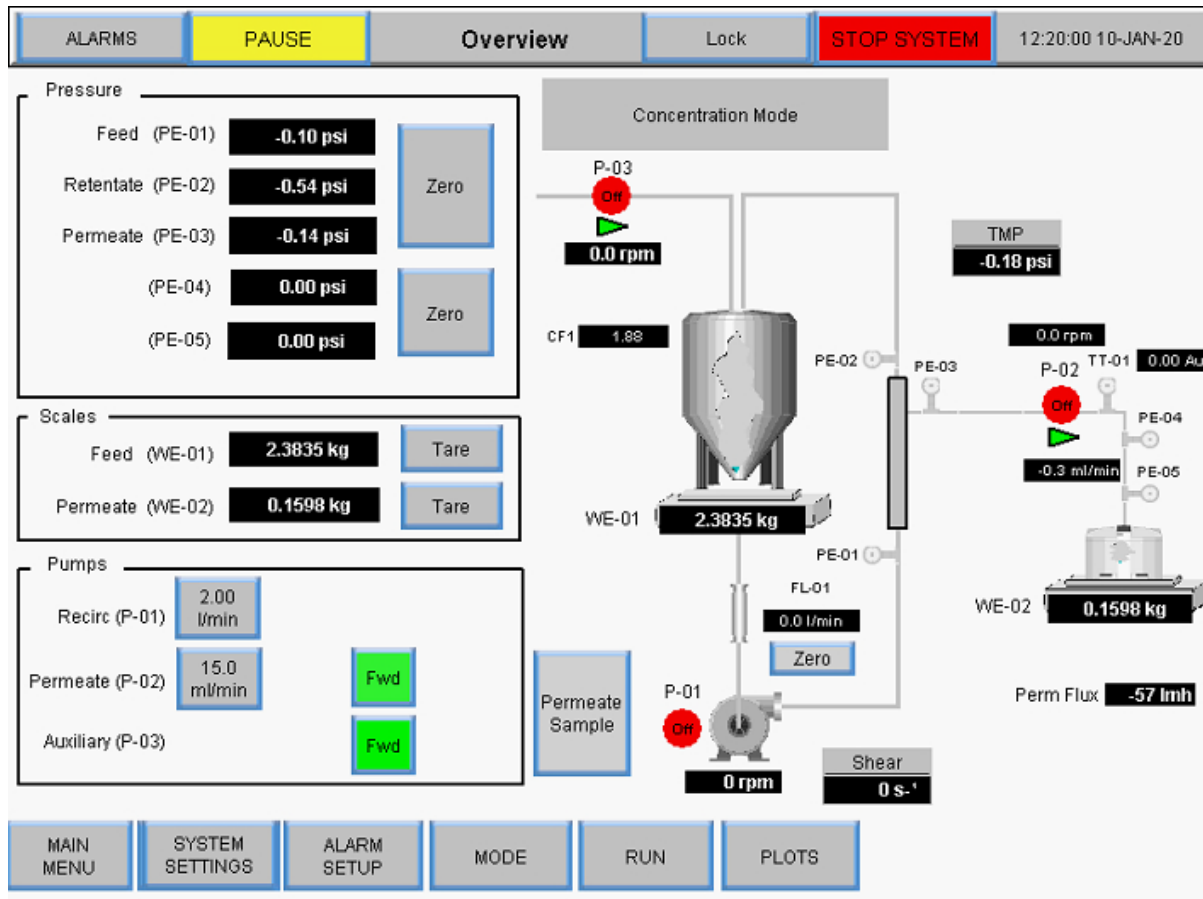 ALARMS
PAUSE
Overview
Lock
STOP SYSTEM
12:20:00 10-JAN-20
Pressure
Feed (PE-01) -0.10 psi
Retentate (PE-02) -0.54 psi
Zero
Permeate (PE-03) -0.14 psi
(PE-04) 0.00 psi
Zero
(PE-05) 0.00 psi
Scales
Feed (WE-01) 2.3835 kg Tare
Permeate (WE-02) 0.1598 kg Tare
Pumps
Recirc (P-01)
2.00
l/min
Permeate (P-02)
15.0
ml/min
Fwd
Auxiliary (P-03) Fwd
Permeate
Sample
Concentration Mode
P-03
Off
0.0 rpm
TMP
-0.18 psi
CF1 1.88
PE-02
PE-03
0.0 rpm
P-02
TT-01
0.00 Au
Off
PE-04
-0.3 ml/min
PE-05
WE-01 2.3835 kg
PE-01
FL-01
0.0 l/min
Zero
WE-02 0.1598 kg
P-01
Off
0 rpm
Perm Flux -57 lmh
Shear
0 s-¹
MAIN
MENU
SYSTEM
SETTINGS
ALARM
SETUP
MODE
RUN
PLOTS